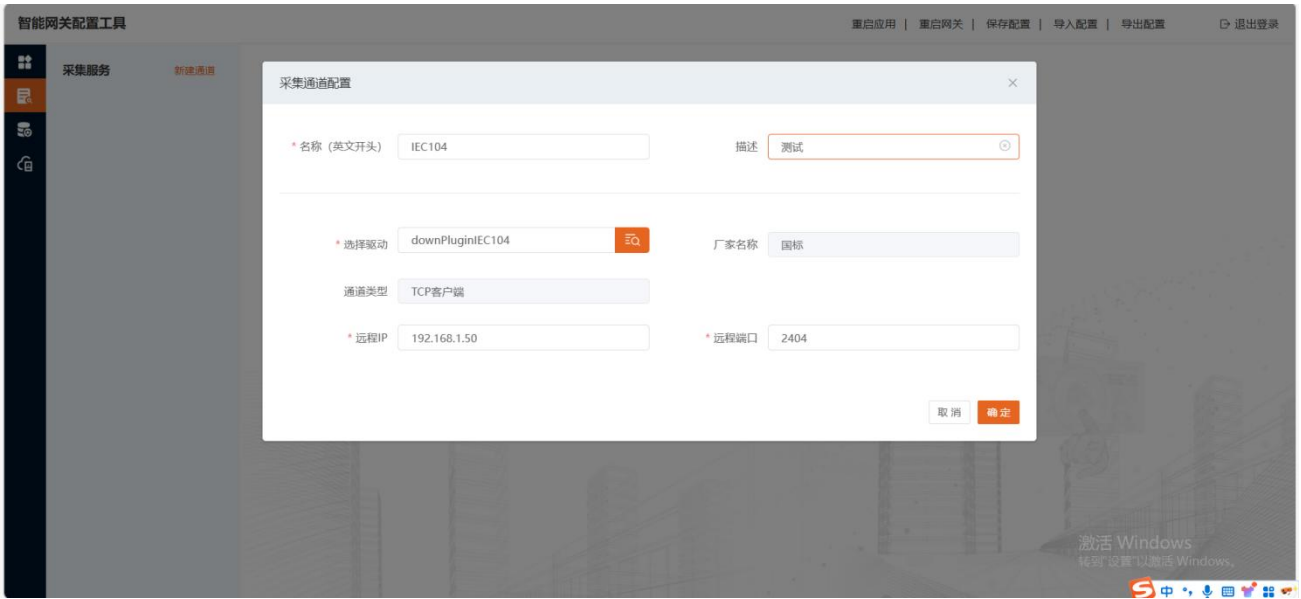 智能网关配置工具
重启应用 | 重启网关 | 保存配置 | 导入配置 | 导出配置 退出登录
采集服务 新建通道
采集通道配置
* 名称（英文开头） IEC104 描述 测试
* 选择驱动 downPluginIEC104 厂家名称 国标
通道类型 TCP客户端
* 远程IP 192.168.1.50 * 远程端口 2404
取消 确定
激活 Windows
转到"设置"以激活 Windows。
中